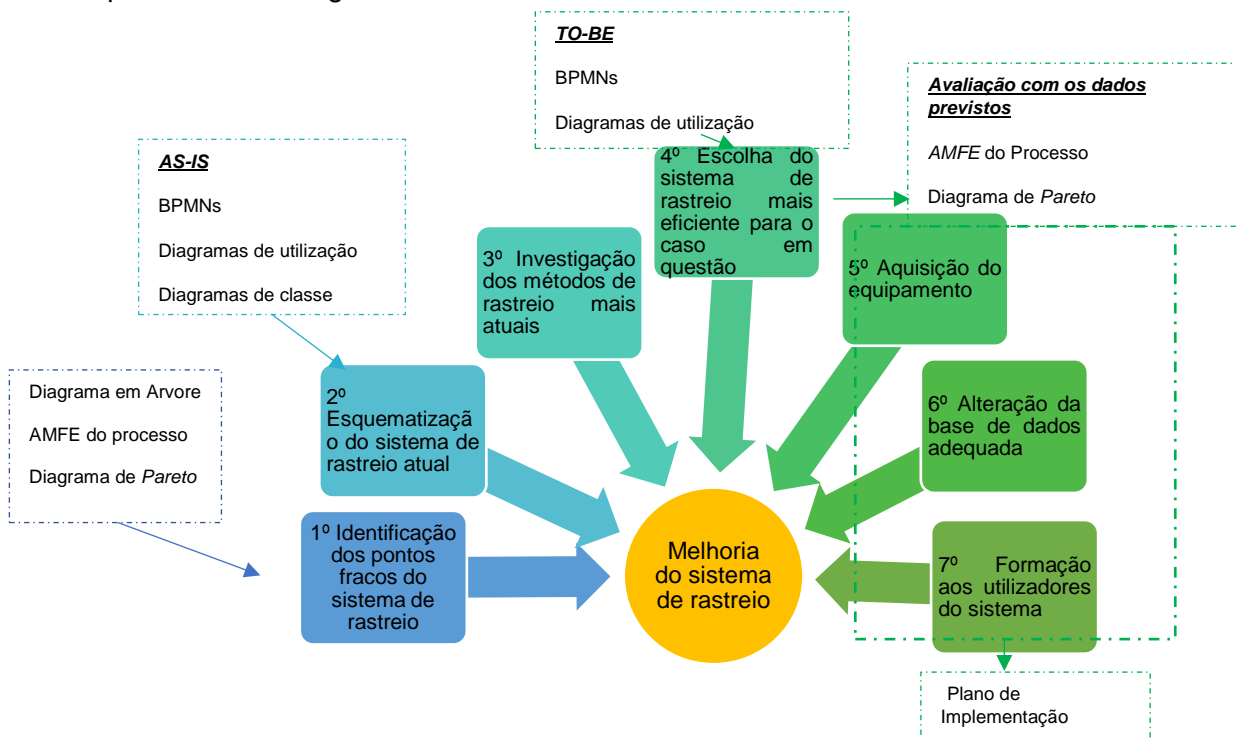 TO-BE
BPMNs
Diagramas de utilização
Avaliação com os dados
previstos
AMFE do Processo
Diagrama de Pareto
AS-IS
BPMNs
Diagramas de utilização
Diagramas de classe
4º Escolha do
sistema de
rastreio mais
eficiente para o
caso em
questão
3º Investigação
dos métodos de
rastreio mais
atuais
5º Aquisição do
equipamento
Diagrama em Arvore
AMFE do processo
Diagrama de Pareto
2º
Esquematizaçã
o do sistema de
rastreio atual
6º Alteração da
base de dados
adequada
1º Identificação
dos pontos
fracos do
sistema de
rastreio
Melhoria
do sistema
de rastreio
7º Formação
aos utilizadores
do sistema
Plano de
Implementação